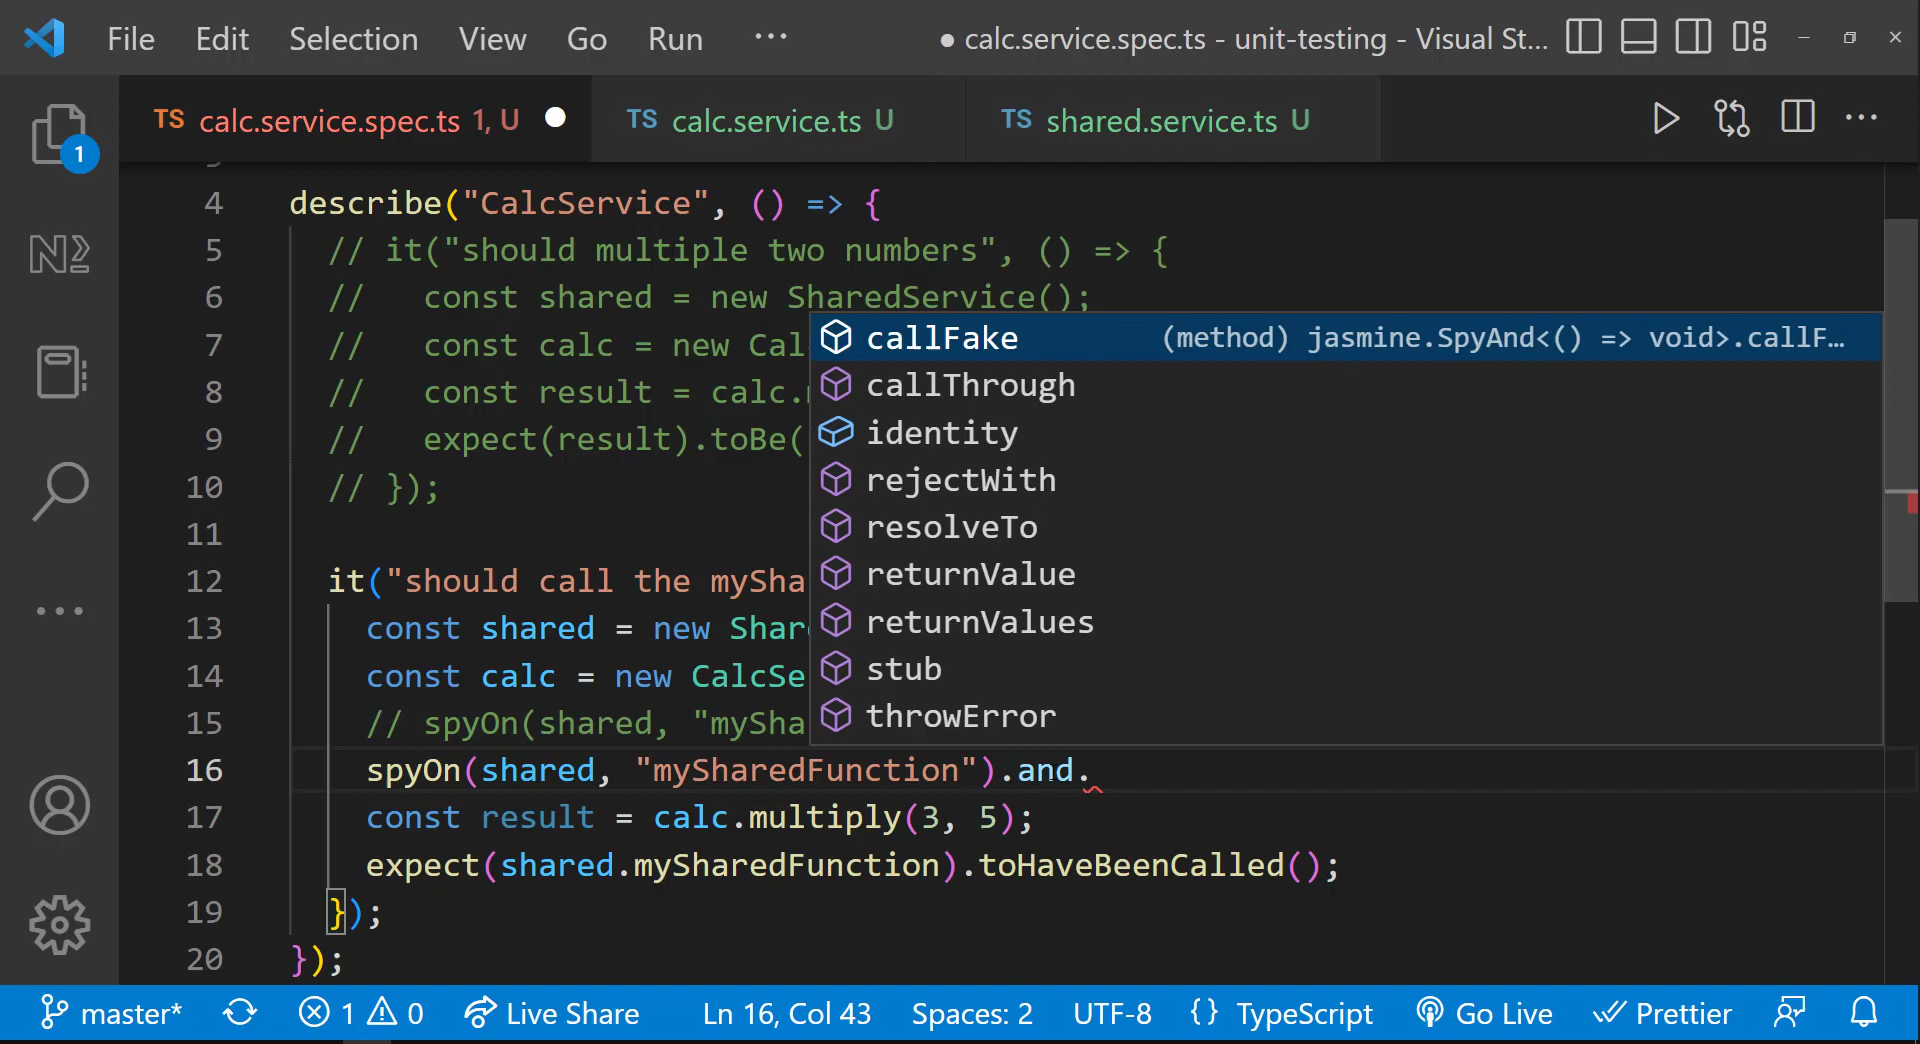 File Edit Selection View Go Run ··· ● calc.service.spec.ts - unit-testing - Visual St...
TS calc.service.spec.ts 1, U
TS calc.service.ts U
TS shared.service.ts U
1
4 describe("CalcService", () => {
5 // it("should multiple two numbers", () => {
6 // const shared = new SharedService();
7 // const calc = new Cal
8 // const result = calc.
9 // expect(result).toBe(
10 // });
11
12 it("should call the mySha
13 const shared = new Shar
14 const calc = new CalcSe
15 // spyOn(shared, "mySha
16 spyOn(shared, "mySharedFunction").and.
17 const result = calc.multiply(3, 5);
18 expect(shared.mySharedFunction).toHaveBeenCalled();
19 });
20 });
callFake (method) jasmine.SpyAnd<() => void>.callF...
callThrough
identity
rejectWith
resolveTo
returnValue
returnValues
stub
throwError
master* 1 0 Live Share Ln 16, Col 43 Spaces: 2 UTF-8 {} TypeScript Go Live Prettier